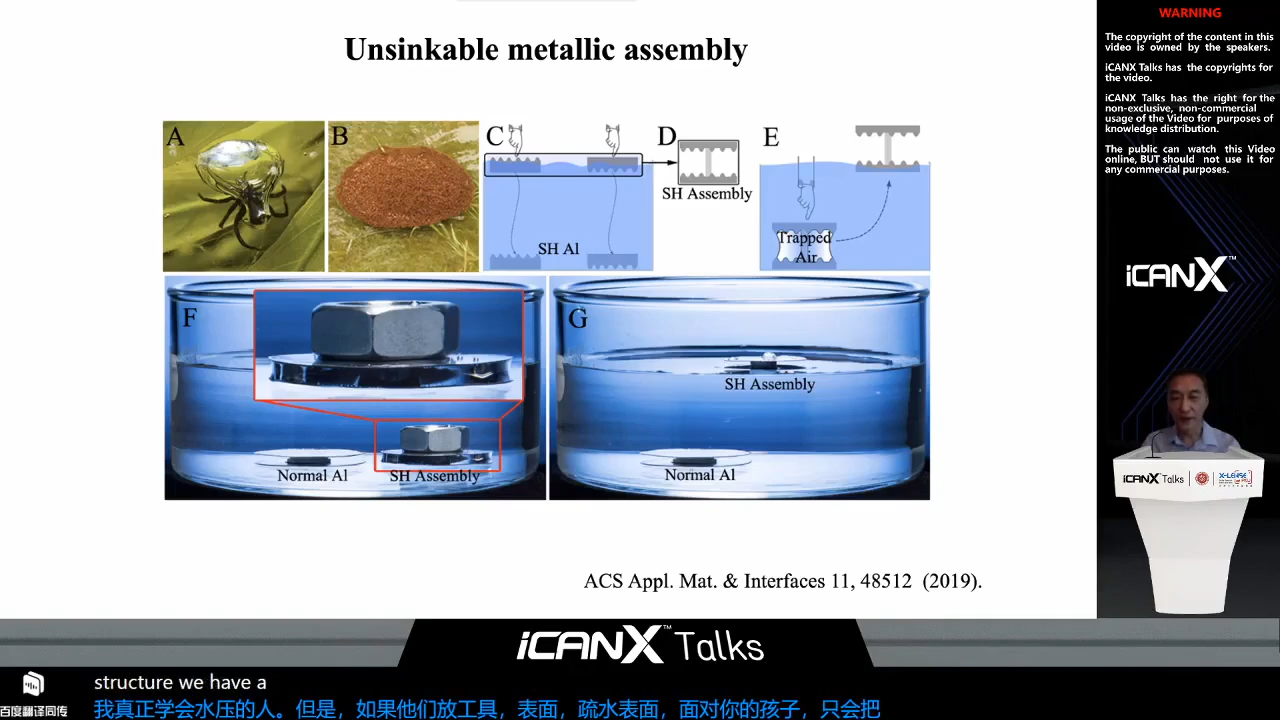 Unsinkable metallic assembly
A
B
C
D
E
SH Assembly
SH Al
Trapped
Air
F
Normal Al
SH Assembly
G
SH Assembly
Normal Al
ACS Appl. Mat. & Interfaces 11, 48512 (2019).
WARNING
The copyright of the content in this
video is owned by the speakers.
iCANX Talks has the copyrights for
the video.
iCANX Talks has the right for the
non-exclusive, non-commercial
usage of the Video for purposes of
knowledge distribution.
The public can watch this Video
online, BUT should not use it for
any commercial purposes.
iCANX™
iCANX Talks
X-LENSE
iCANX™ Talks
structure we have a
百度翻译同传
我真正学会水压的人。但是，如果他们放工具，表面，疏水表面，面对你的孩子，只会把